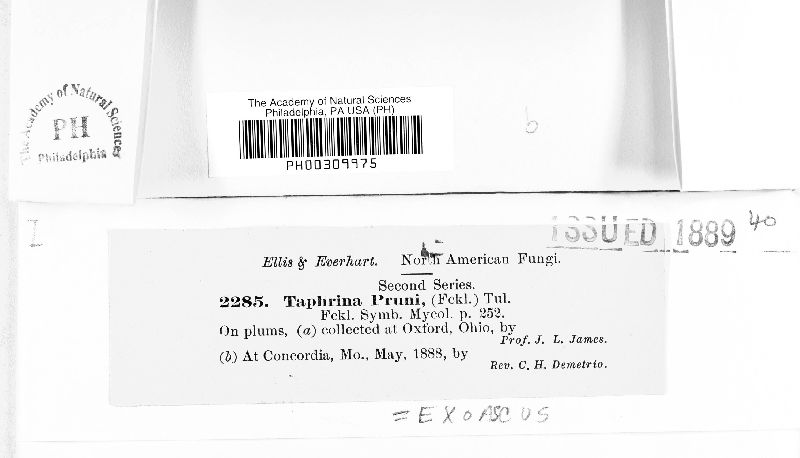 The Academy of Natural Sciences
PH
Philadelphia
The Academy of Natural Sciences
Philadelphia, PA USA (PH)
PH00309975
b
I
ISSUED 1889
40
Ellis & Everhart. North American Fungi.
Second Series.
2285. Taphrina Pruni, (Fckl.) Tul.
Fckl. Symb. Mycol. p. 252.
On plums, (a) collected at Oxford, Ohio, by
Prof. J. L. James.
(b) At Concordia, Mo., May, 1888, by
Rev. C. H. Demetrio.
= EXOASCUS